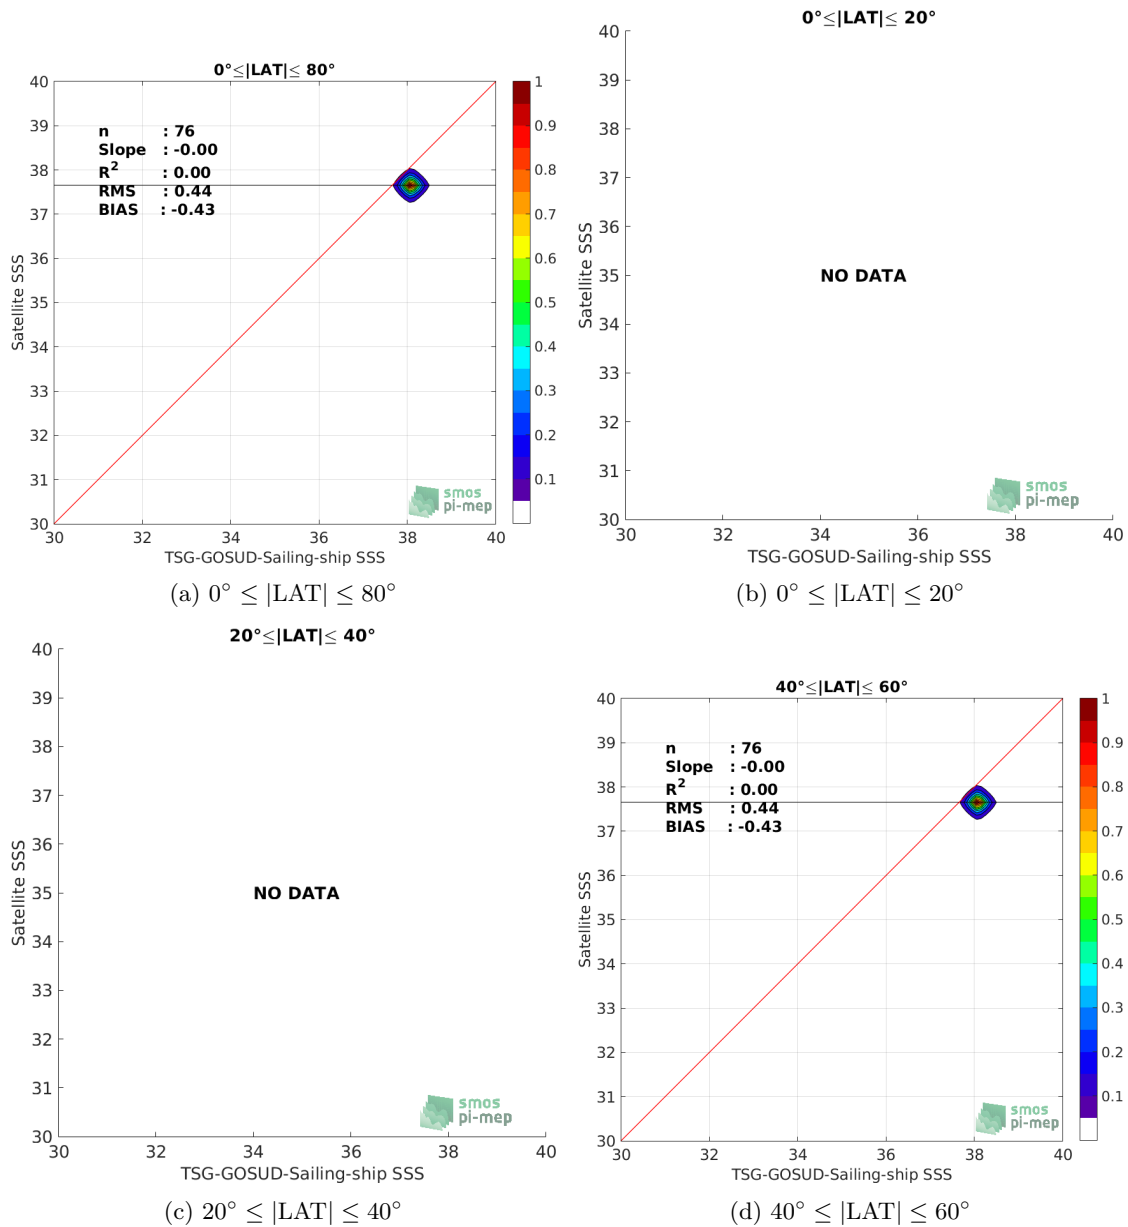 0°≤|LAT|≤ 80°
40
39
38
37
36
35
34
33
32
31
30
Satellite SSS
n : 76
Slope : -0.00
R² : 0.00
RMS : 0.44
BIAS : -0.43
smos
pi-mep
30 32 34 36 38 40
TSG-GOSUD-Sailing-ship SSS
1
0.9
0.8
0.7
0.6
0.5
0.4
0.3
0.2
0.1
(a) 0° ≤ |LAT| ≤ 80°
0°≤|LAT|≤ 20°
40
39
38
37
36
35
34
33
32
31
30
Satellite SSS
NO DATA
smos
pi-mep
30 32 34 36 38 40
TSG-GOSUD-Sailing-ship SSS
(b) 0° ≤ |LAT| ≤ 20°
20°≤|LAT|≤ 40°
40
39
38
37
36
35
34
33
32
31
30
Satellite SSS
NO DATA
smos
pi-mep
30 32 34 36 38 40
TSG-GOSUD-Sailing-ship SSS
(c) 20° ≤ |LAT| ≤ 40°
40°≤|LAT|≤ 60°
40
39
38
37
36
35
34
33
32
31
30
Satellite SSS
n : 76
Slope : -0.00
R² : 0.00
RMS : 0.44
BIAS : -0.43
smos
pi-mep
30 32 34 36 38 40
TSG-GOSUD-Sailing-ship SSS
1
0.9
0.8
0.7
0.6
0.5
0.4
0.3
0.2
0.1
(d) 40° ≤ |LAT| ≤ 60°